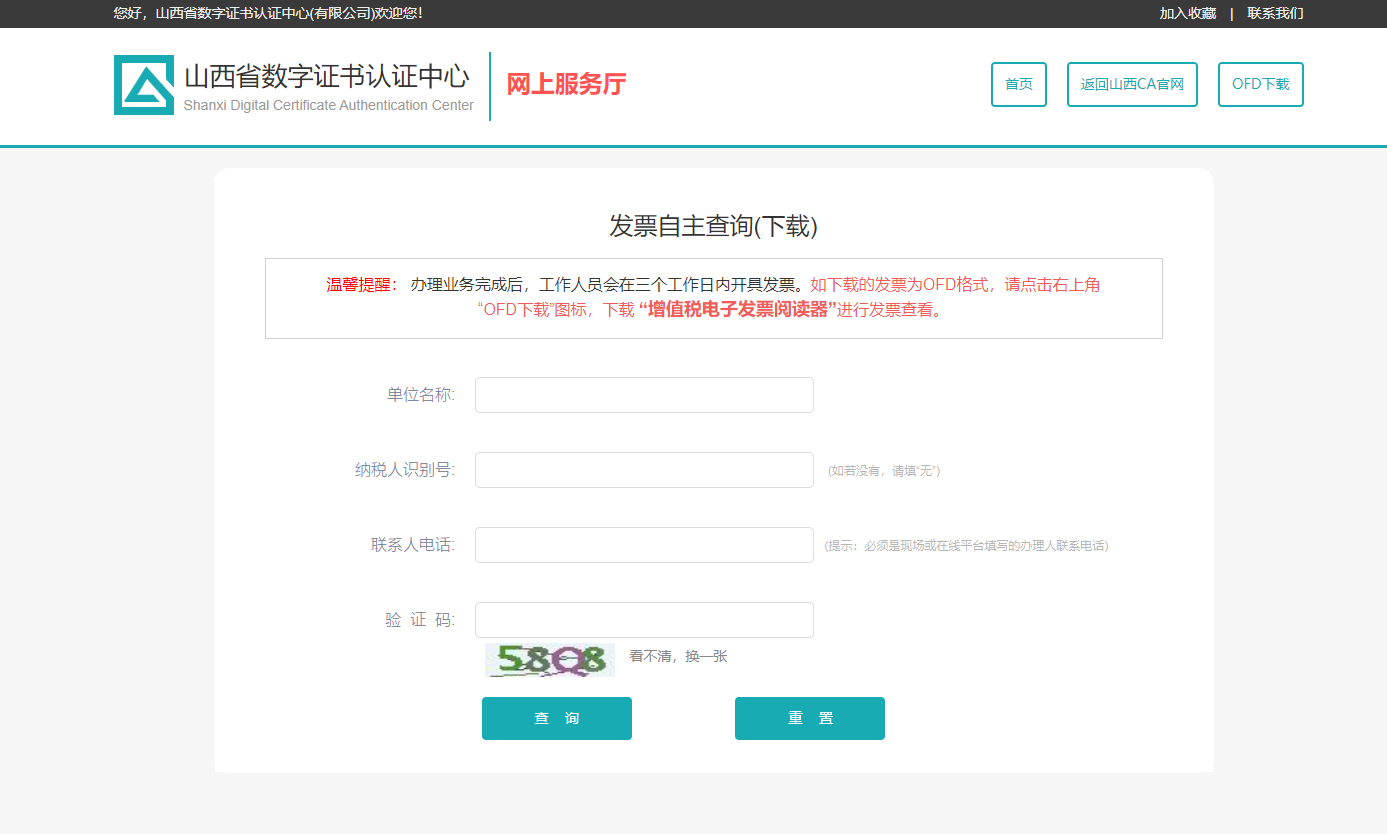 您好，山西省数字证书认证中心(有限公司)欢迎您！
加入收藏 | 联系我们
山西省数字证书认证中心
Shanxi Digital Certificate Authentication Center
网上服务厅
首页
返回山西CA官网
OFD下载
发票自主查询(下载)
温馨提醒： 办理业务完成后，工作人员会在三个工作日内开具发票。如下载的发票为OFD格式，请点击右上角
“OFD下载”图标，下载 “增值税电子发票阅读器”进行发票查看。
单位名称:
纳税人识别号:
(如若没有，请填“无”)
联系人电话:
(提示：必须是现场或在线平台填写的办理人联系电话)
验 证 码:
58Q8
看不清，换一张
查 询
重 置